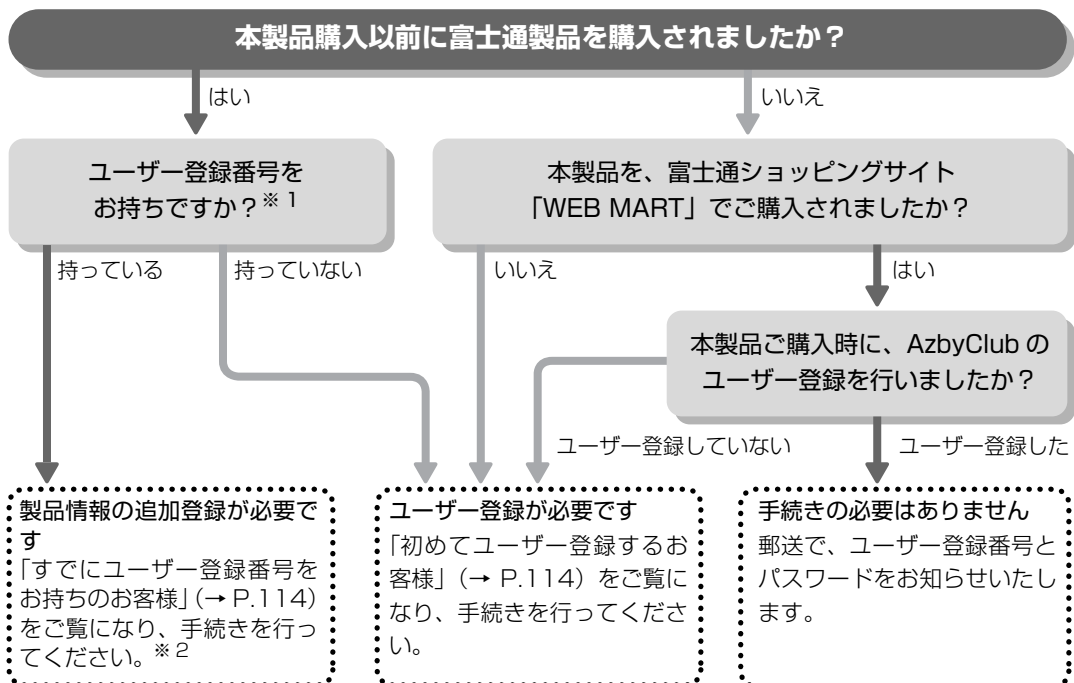 本製品購入以前に富士通製品を購入されましたか？
はい
いいえ
ユーザー登録番号を
お持ちですか？※1
本製品を、富士通ショッピングサイト
「WEB MART」でご購入されましたか？
持っている
持っていない
いいえ
はい
本製品ご購入時に、AzbyClub の
ユーザー登録を行いましたか？
ユーザー登録していない
ユーザー登録した
製品情報の追加登録が必要で
す
「すでにユーザー登録番号を
お持ちのお客様」（→ P.114）
をご覧になり、手続きを行っ
てください。※2
ユーザー登録が必要です
「初めてユーザー登録するお
客様」（→ P.114）をご覧に
なり、手続きを行ってくださ
い。
手続きの必要はありません
郵送で、ユーザー登録番号と
パスワードをお知らせいたし
ます。